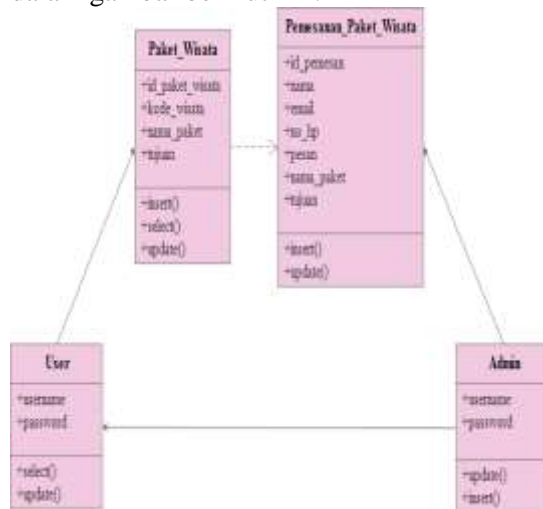 Paket_Wisata
+id_paket_wisata
+kode_wisata
+nama_paket
+tujuan
+insert()
+select()
+update()
Pemesanan_Paket_Wisata
+id_pemesan
+nama
+email
+no_hp
+pesan
+nama_paket
+tujuan
+insert()
+update()
User
+username
+password
+select()
+update()
Admin
+username
+password
+update()
+insert()